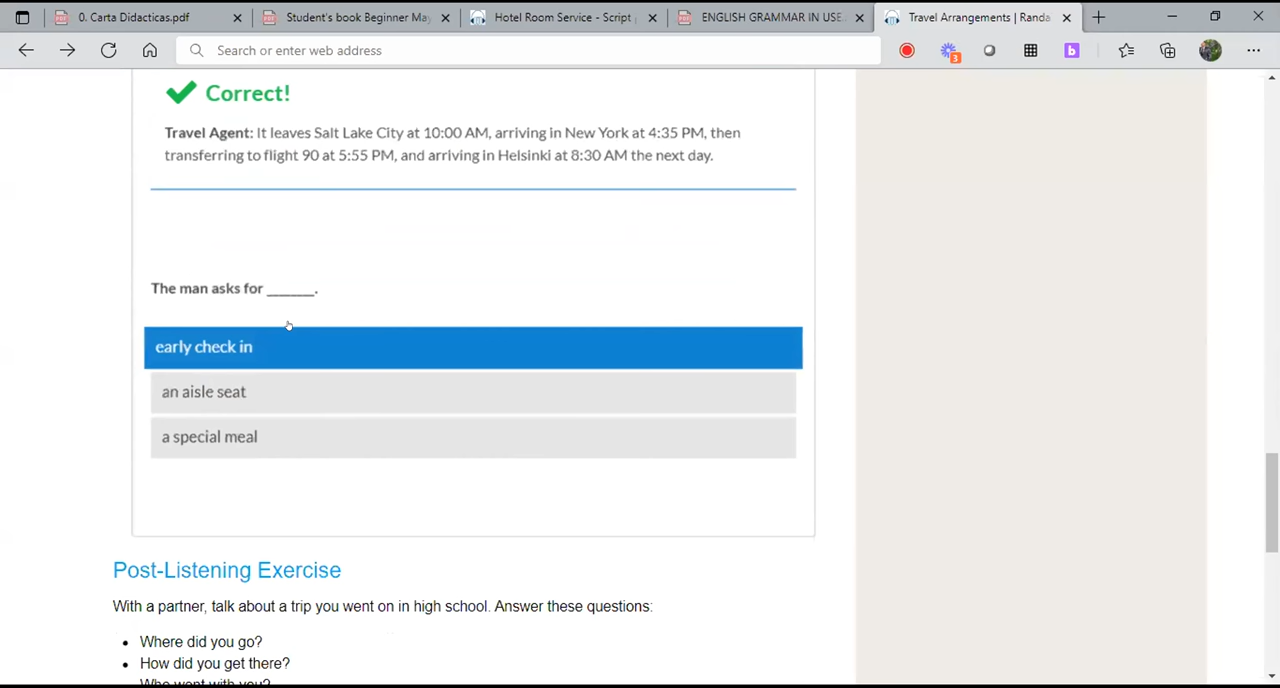 0. Carta Didacticas.pdf
Student's book Beginner Ma
Hotel Room Service - Script
ENGLISH GRAMMAR IN USE.
Travel Arrangements | Randa
Search or enter web address
3
b
Correct!
Travel Agent: It leaves Salt Lake City at 10:00 AM, arriving in New York at 4:35 PM, then
transferring to flight 90 at 5:55 PM, and arriving in Helsinki at 8:30 AM the next day.
The man asks for _______.
early check in
an aisle seat
a special meal
Post-Listening Exercise
With a partner, talk about a trip you went on in high school. Answer these questions:
• Where did you go?
• How did you get there?
• Who went with you?